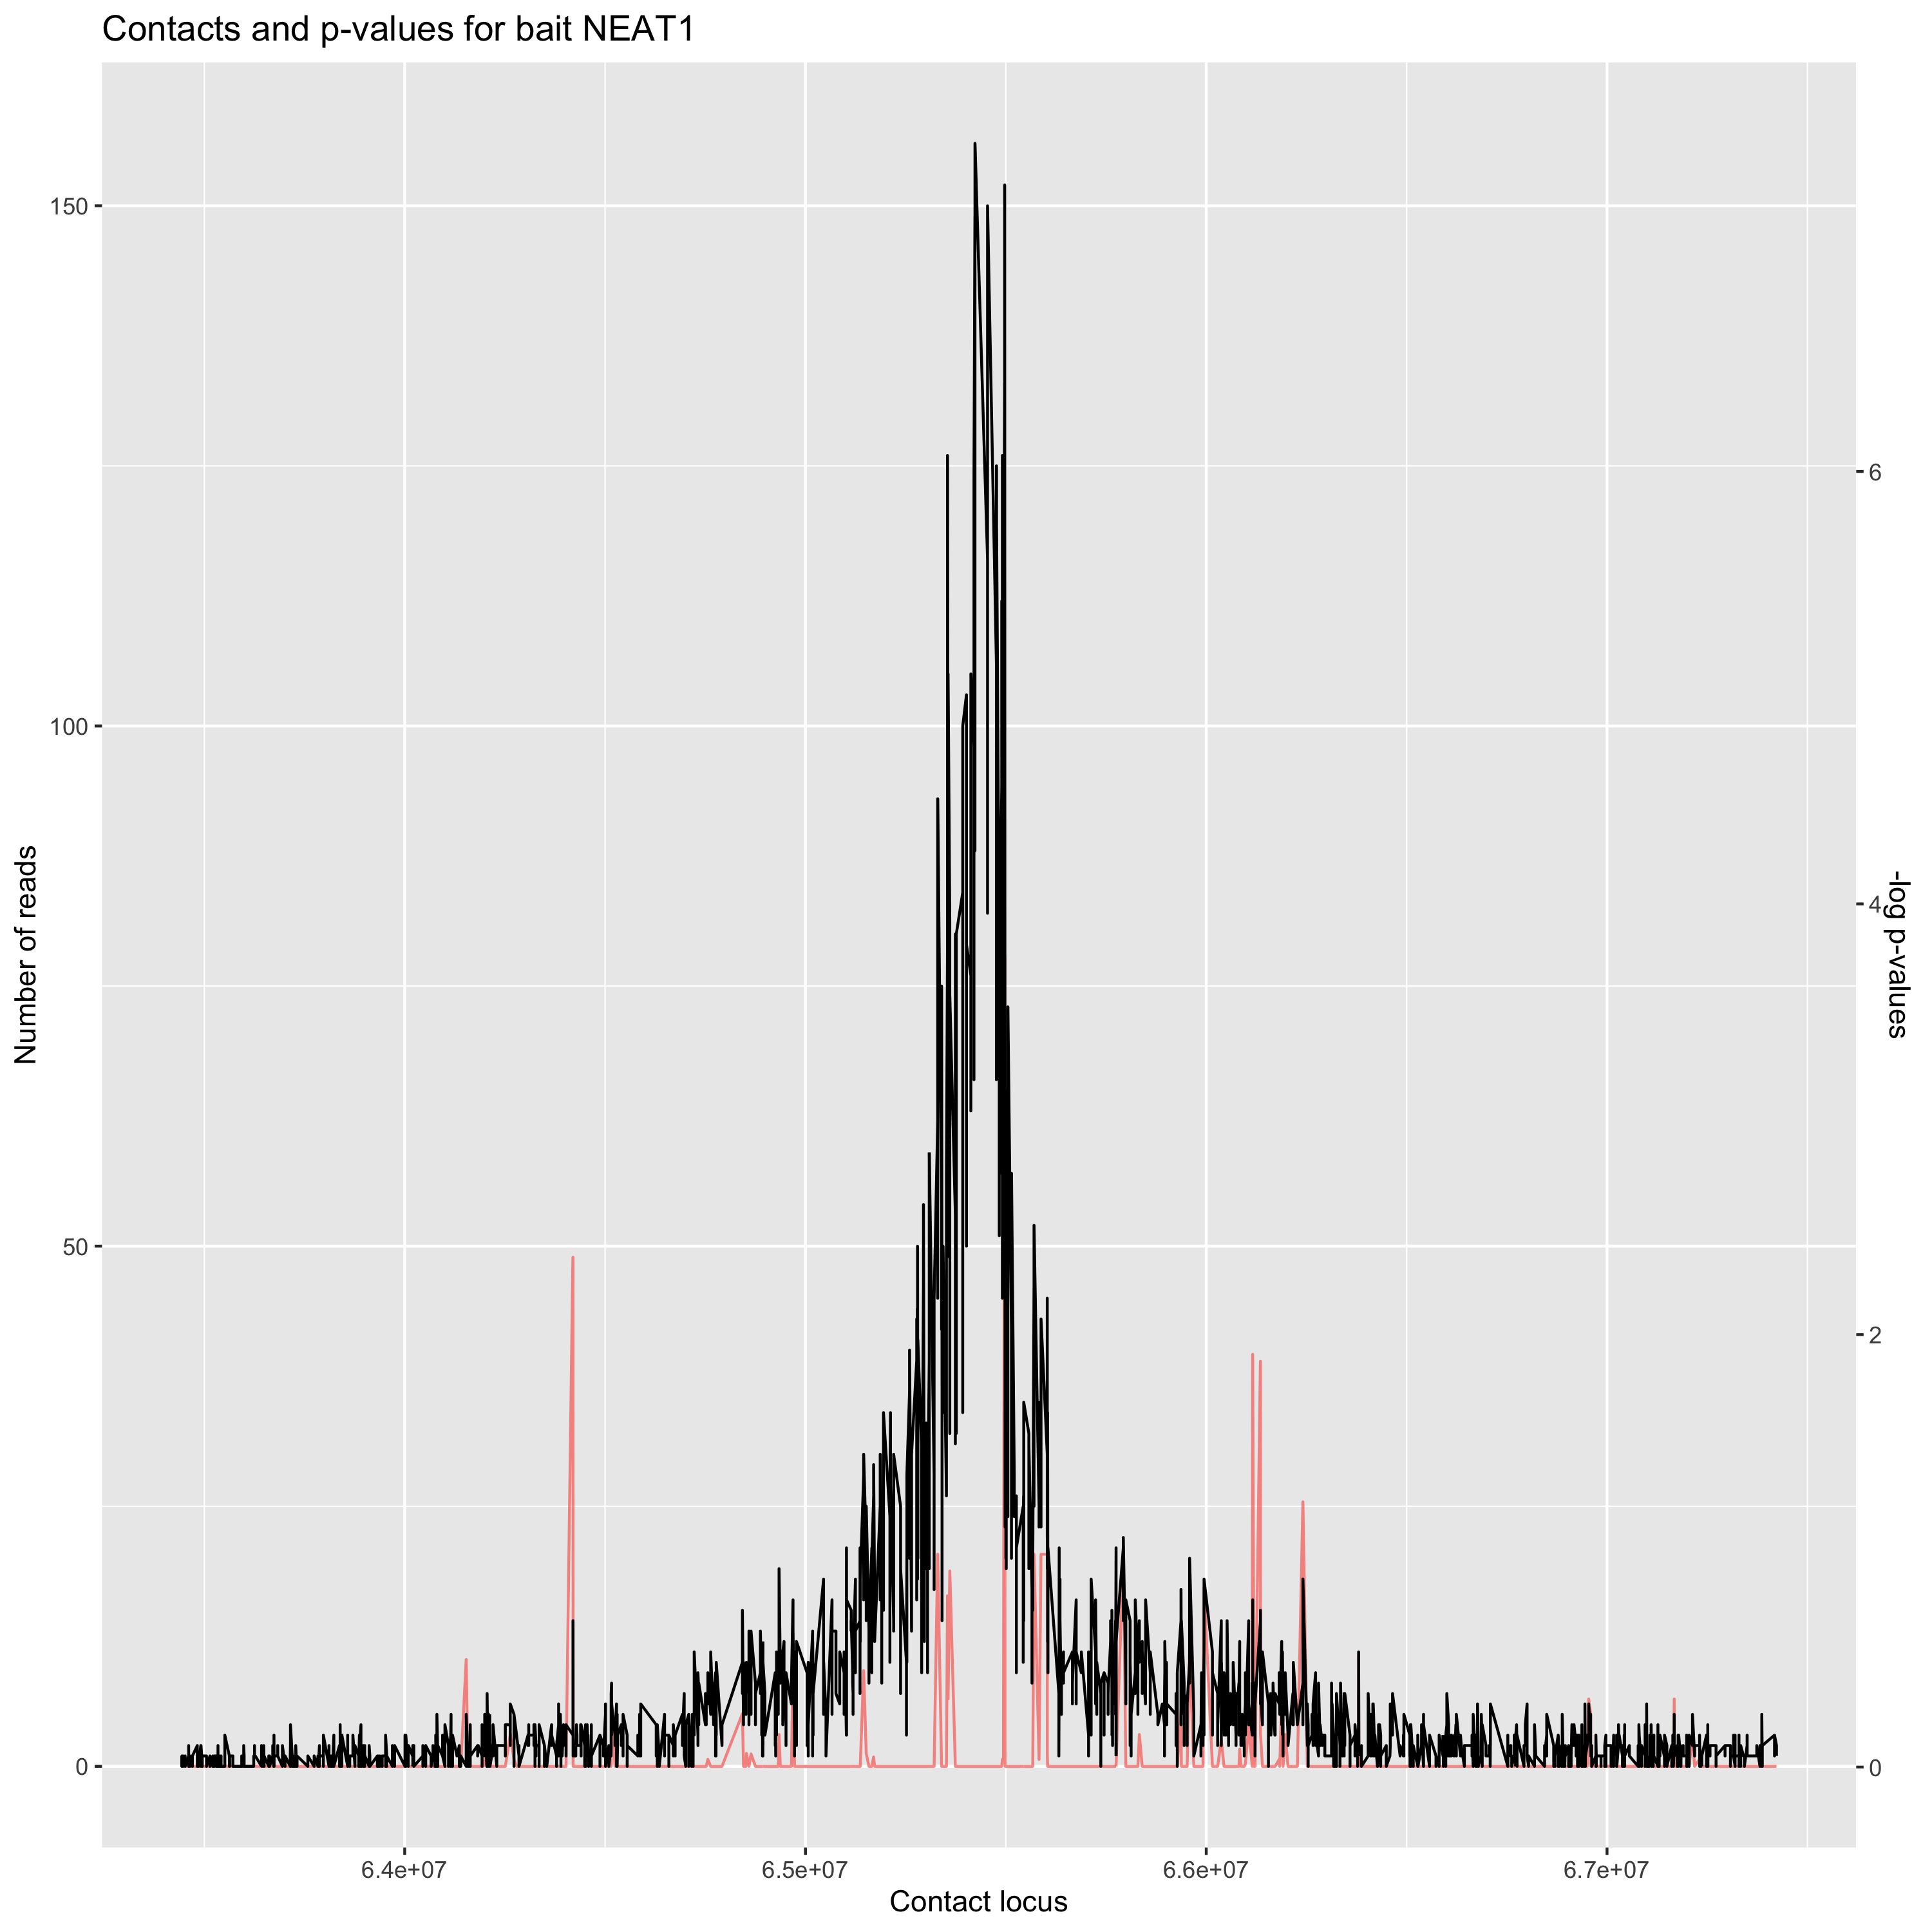 Contacts and p-values for bait NEAT1
150
100
50
0
Number of reads
6
4
2
0
-log p-values
6.4e+07
6.5e+07
6.6e+07
6.7e+07
Contact locus